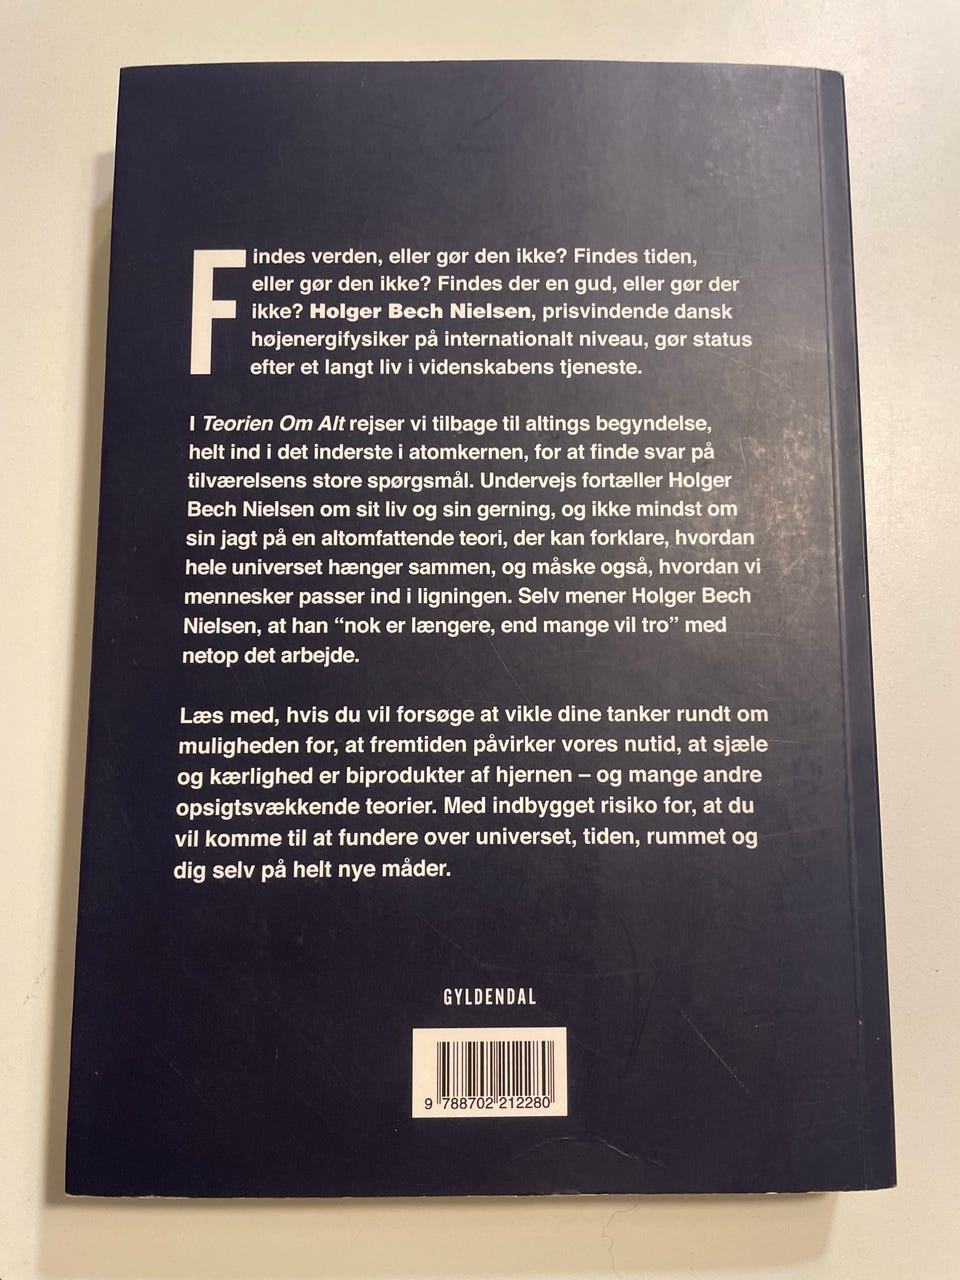 Findes verden, eller gør den ikke? Findes tiden,
eller gør den ikke? Findes der en gud, eller gør der
ikke? Holger Bech Nielsen, prisvindende dansk
højenergifysiker på internationalt niveau, gør status
efter et langt liv i videnskabens tjeneste.
I Teorien Om Alt rejser vi tilbage til altings begyndelse,
helt ind i det inderste i atomkernen, for at finde svar på
tilværelsens store spørgsmål. Undervejs fortæller Holger
Bech Nielsen om sit liv og sin gerning, og ikke mindst om
sin jagt på en altomfattende teori, der kan forklare, hvordan
hele universet hænger sammen, og måske også, hvordan vi
mennesker passer ind i ligningen. Selv mener Holger Bech
Nielsen, at han “nok er længere, end mange vil tro” med
netop det arbejde.
Læs med, hvis du vil forsøge at vikle dine tanker rundt om
muligheden for, at fremtiden påvirker vores nutid, at sjæle
og kærlighed er biprodukter af hjernen – og mange andre
opsigtsvækkende teorier. Med indbygget risiko for, at du
vil komme til at fundere over universet, tiden, rummet og
dig selv på helt nye måder.
GYLDENDAL
9 788702 212280